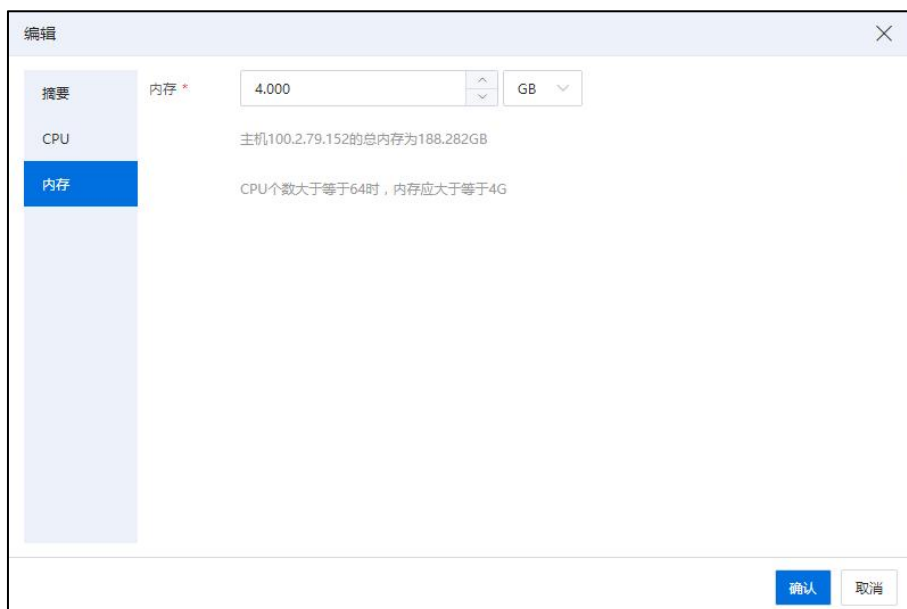 编辑
摘要
内存 * 4.000 GB
CPU 主机100.2.79.152的总内存为188.282GB
内存 CPU个数大于等于64时，内存应大于等于4G
确认 取消